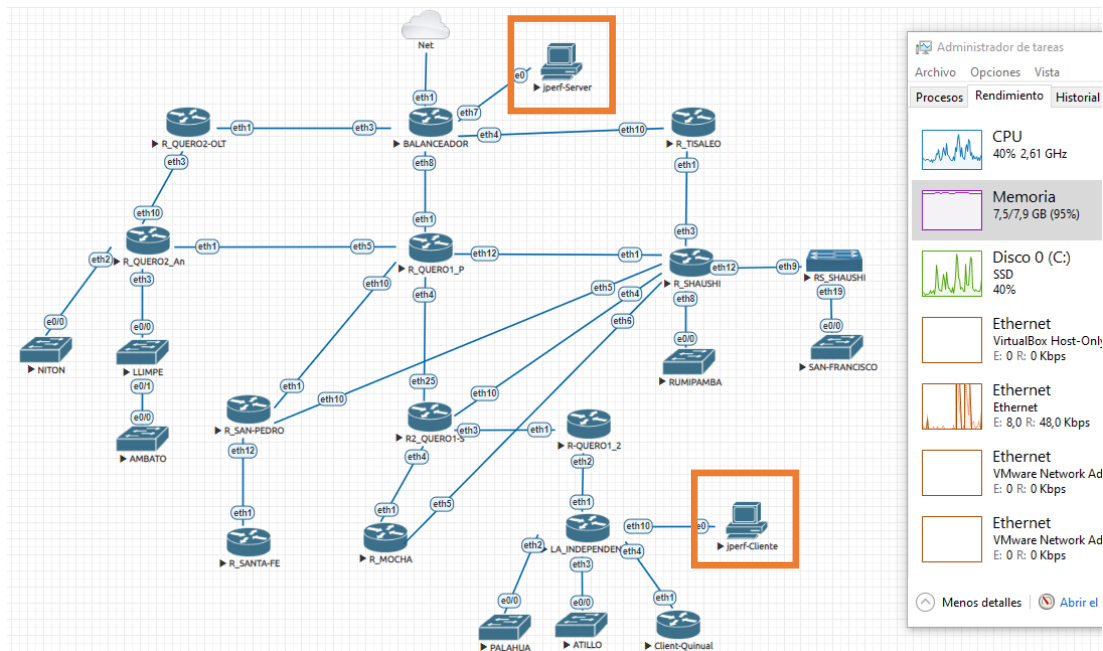 Net
eth1
e0
jperf-Server
eth7
eth1
eth3
eth4
eth10
R_QUERO2-OLT
BALANCEADOR
R_TISALEO
eth3
eth8
eth1
eth10
eth1
eth3
eth2
R_QUERO2_An
eth1
eth5
R_QUERO1_P
eth12
eth1
R_SHAUSHI
eth12
eth9
RS_SHAUSHI
eth3
eth10
eth4
eth5
eth4
eth6
eth8
eth19
e0/0
NITON
e0/0
LLIMPE
e0/0
RUMIPAMBA
e0/0
SAN-FRANCISCO
e0/1
e0/0
AMBATO
eth1
eth10
R_SAN-PEDRO
eth12
eth25
eth10
R2_QUERO1-S
eth3
eth1
R-QUERO1_2
eth4
eth2
eth1
R_SANTA-FE
eth1
eth5
R_MOCHA
eth1
LA_INDEPENDEN
eth10
e0
jperf-Cliente
eth2
eth3
eth4
e0/0
PALAHUA
e0/0
ATILLO
eth1
Client-Quinual
Administrador de tareas
Archivo Opciones Vista
Procesos Rendimiento Historial
CPU
40% 2,61 GHz
Memoria
7,5/7,9 GB (95%)
Disco 0 (C:)
SSD
40%
Ethernet
VirtualBox Host-Only
E: 0 R: 0 Kbps
Ethernet
Ethernet
E: 8,0 R: 48,0 Kbps
Ethernet
VMware Network Ad
E: 0 R: 0 Kbps
Ethernet
VMware Network Ad
E: 0 R: 0 Kbps
Menos detalles
Abrir el